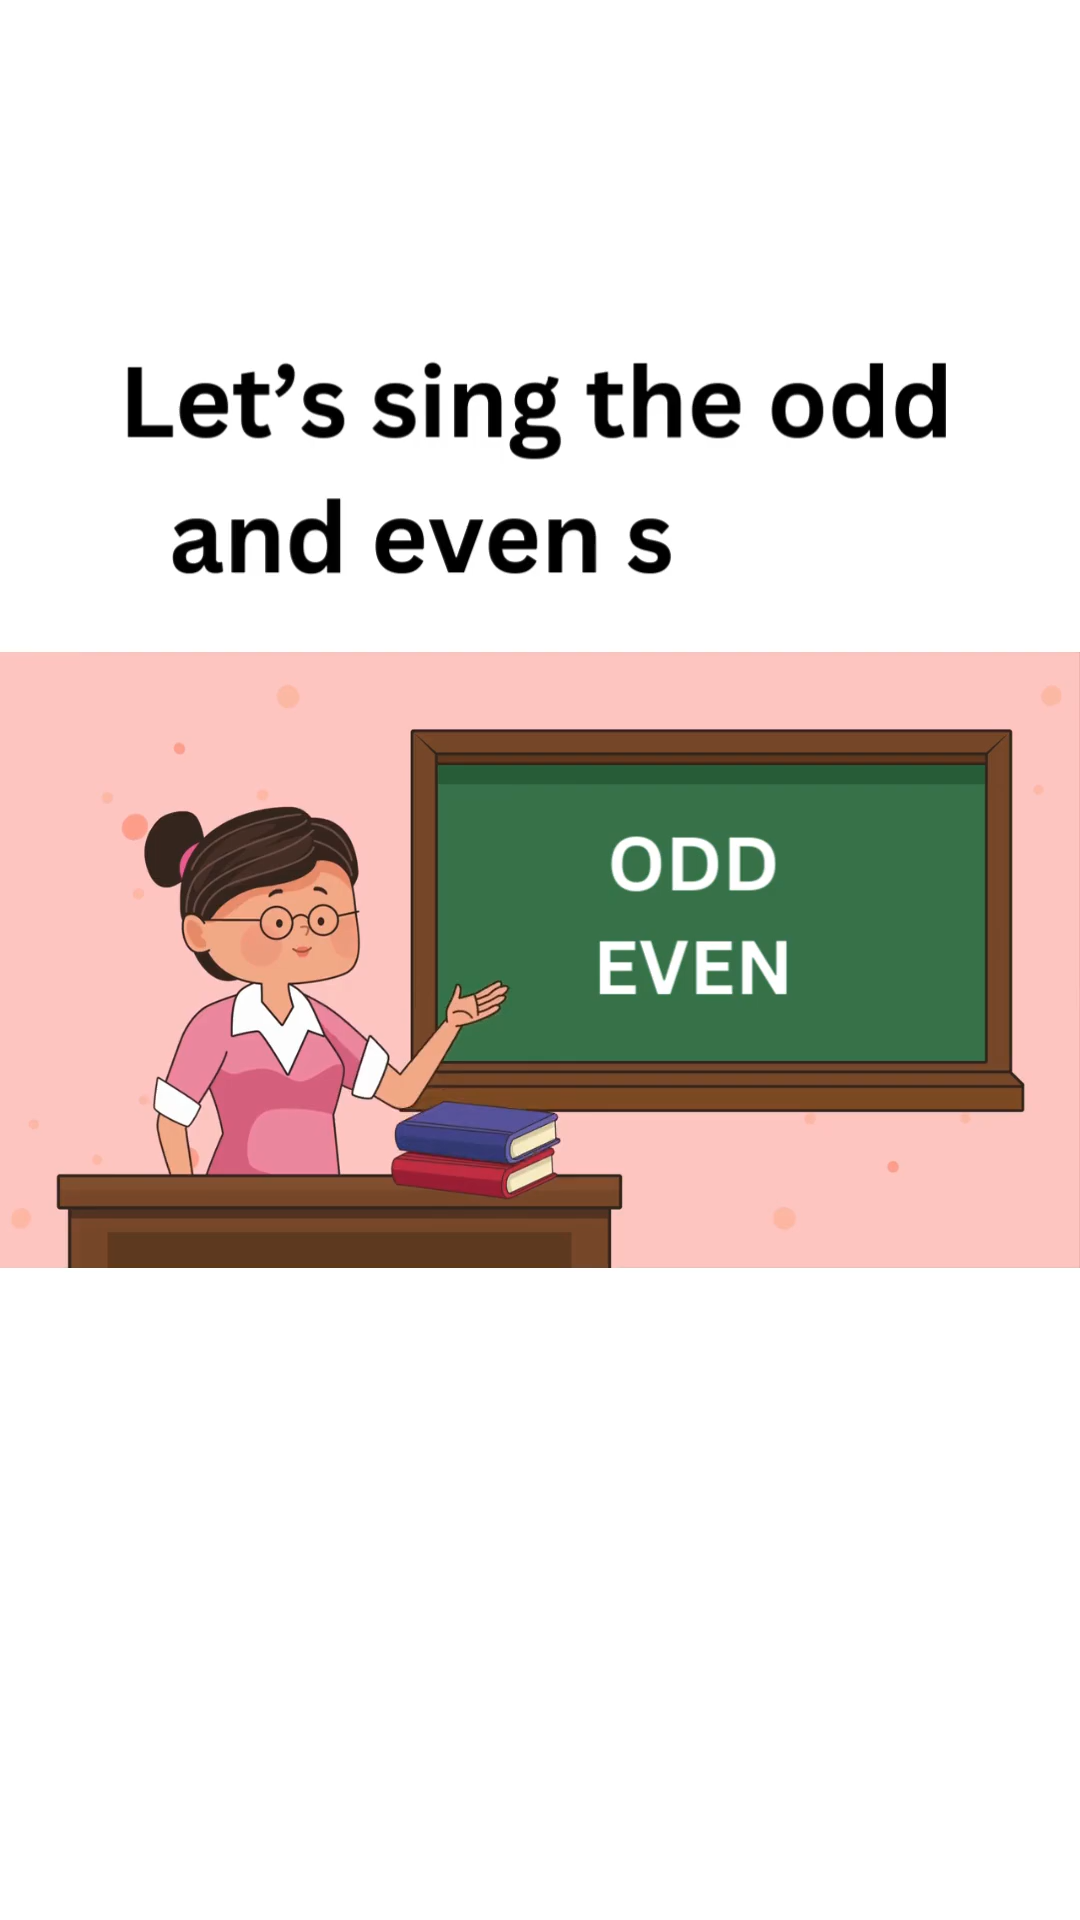 Let’s sing the odd
and even s
ODD
EVEN